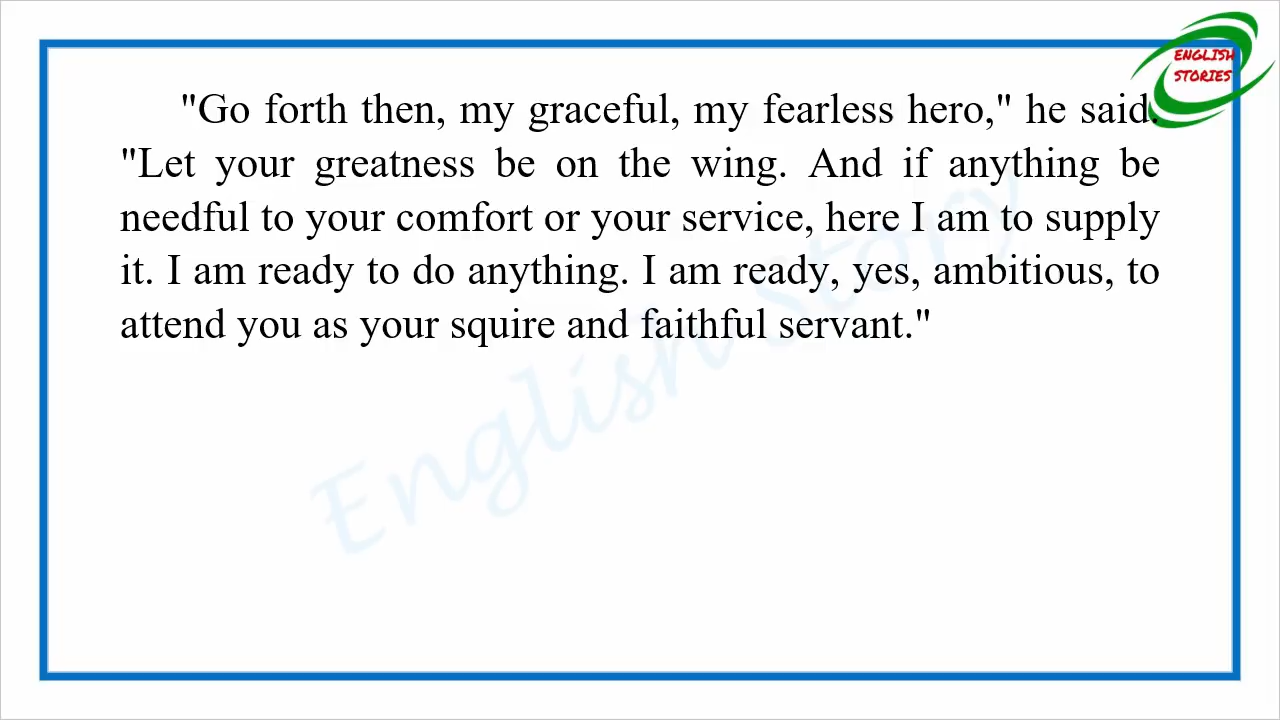 ENGLISH
STORIES
"Go forth then, my graceful, my fearless hero," he said.
"Let your greatness be on the wing. And if anything be
needful to your comfort or your service, here I am to supply
it. I am ready to do anything. I am ready, yes, ambitious, to
attend you as your squire and faithful servant."
English Story